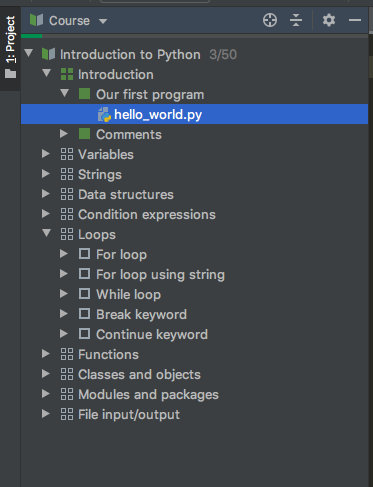 1: Project
Course
Introduction to Python 3/50
Introduction
Our first program
hello_world.py
Comments
Variables
Strings
Data structures
Condition expressions
Loops
For loop
For loop using string
While loop
Break keyword
Continue keyword
Functions
Classes and objects
Modules and packages
File input/output